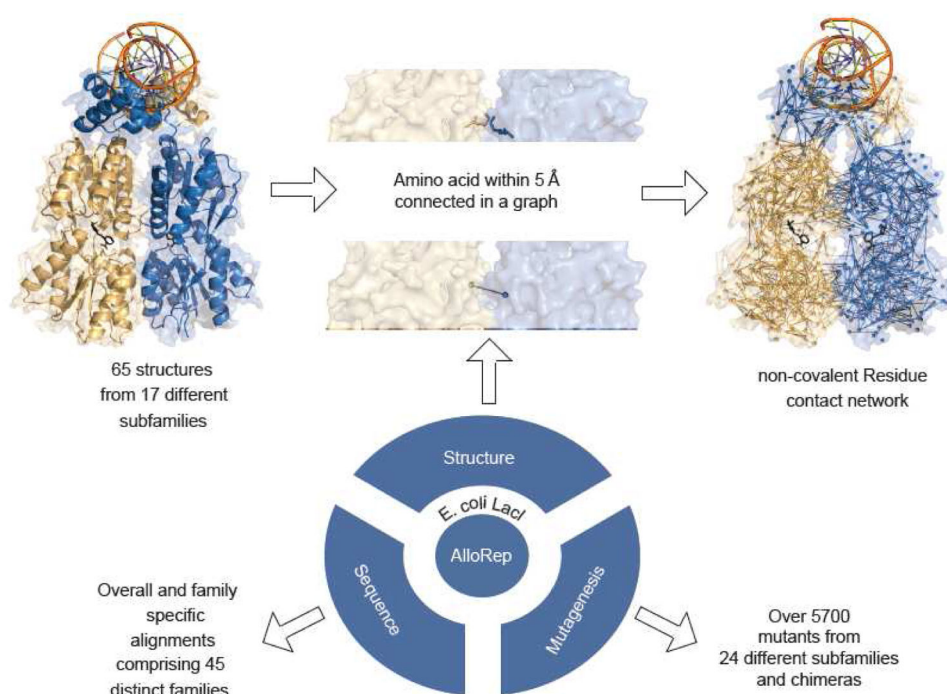 Amino acid within 5 Å
connected in a graph
65 structures
from 17 different
subfamilies
non-covalent Residue
contact network
Structure
E. coli LacI
AlloRep
Sequence
Mutagenesis
Overall and family
specific
alignments
comprising 45
distinct families
Over 5700
mutants from
24 different subfamilies
and chimeras